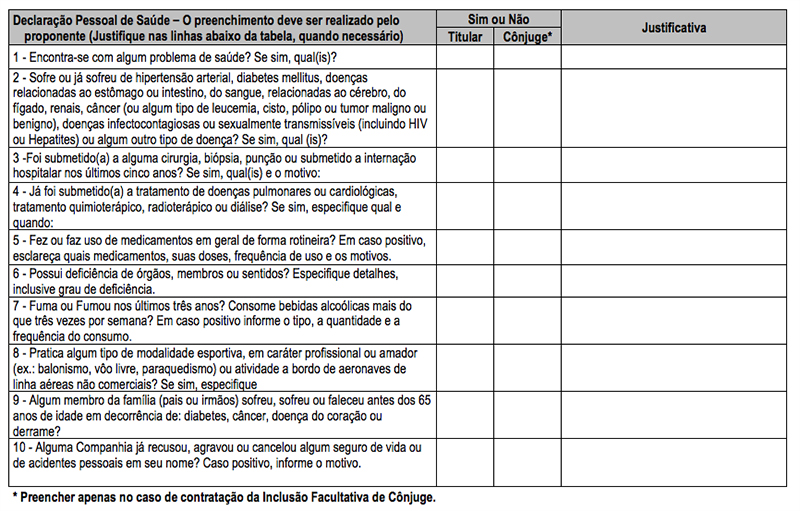 Declaração Pessoal de Saúde – O preenchimento deve ser realizado pelo
proponente (Justifique nas linhas abaixo da tabela, quando necessário)
Sim ou Não
Titular
Cônjuge*
Justificativa
1 - Encontra-se com algum problema de saúde? Se sim, qual(is)?
2 - Sofre ou já sofreu de hipertensão arterial, diabetes mellitus, doenças
relacionadas ao estômago ou intestino, do sangue, relacionadas ao cérebro, do
fígado, renais, câncer (ou algum tipo de leucemia, cisto, pólipo ou tumor maligno ou
benigno), doenças infectocontagiosas ou sexualmente transmissíveis (incluindo HIV
ou Hepatites) ou algum outro tipo de doença? Se sim, qual (is)?
3 -Foi submetido(a) a alguma cirurgia, biópsia, punção ou submetido a internação
hospitalar nos últimos cinco anos? Se sim, qual(is) e o motivo:
4 - Já foi submetido(a) a tratamento de doenças pulmonares ou cardiológicas,
tratamento quimioterápico, radioterápico ou diálise? Se sim, especifique qual e
quando:
5 - Fez ou faz uso de medicamentos em geral de forma rotineira? Em caso positivo,
esclareça quais medicamentos, suas doses, frequência de uso e os motivos.
6 - Possui deficiência de órgãos, membros ou sentidos? Especifique detalhes,
inclusive grau de deficiência.
7 - Fuma ou Fumou nos últimos três anos? Consome bebidas alcoólicas mais do
que três vezes por semana? Em caso positivo informe o tipo, a quantidade e a
frequência do consumo.
8 - Pratica algum tipo de modalidade esportiva, em caráter profissional ou amador
(ex.: balonismo, vôo livre, paraquedismo) ou atividade a bordo de aeronaves de
linha aéreas não comerciais? Se sim, especifique
9 - Algum membro da família (pais ou irmãos) sofreu, sofreu ou faleceu antes dos 65
anos de idade em decorrência de: diabetes, câncer, doença do coração ou
derrame?
10 - Alguma Companhia já recusou, agravou ou cancelou algum seguro de vida ou
de acidentes pessoais em seu nome? Caso positivo, informe o motivo.
* Preencher apenas no caso de contratação da Inclusão Facultativa de Cônjuge.